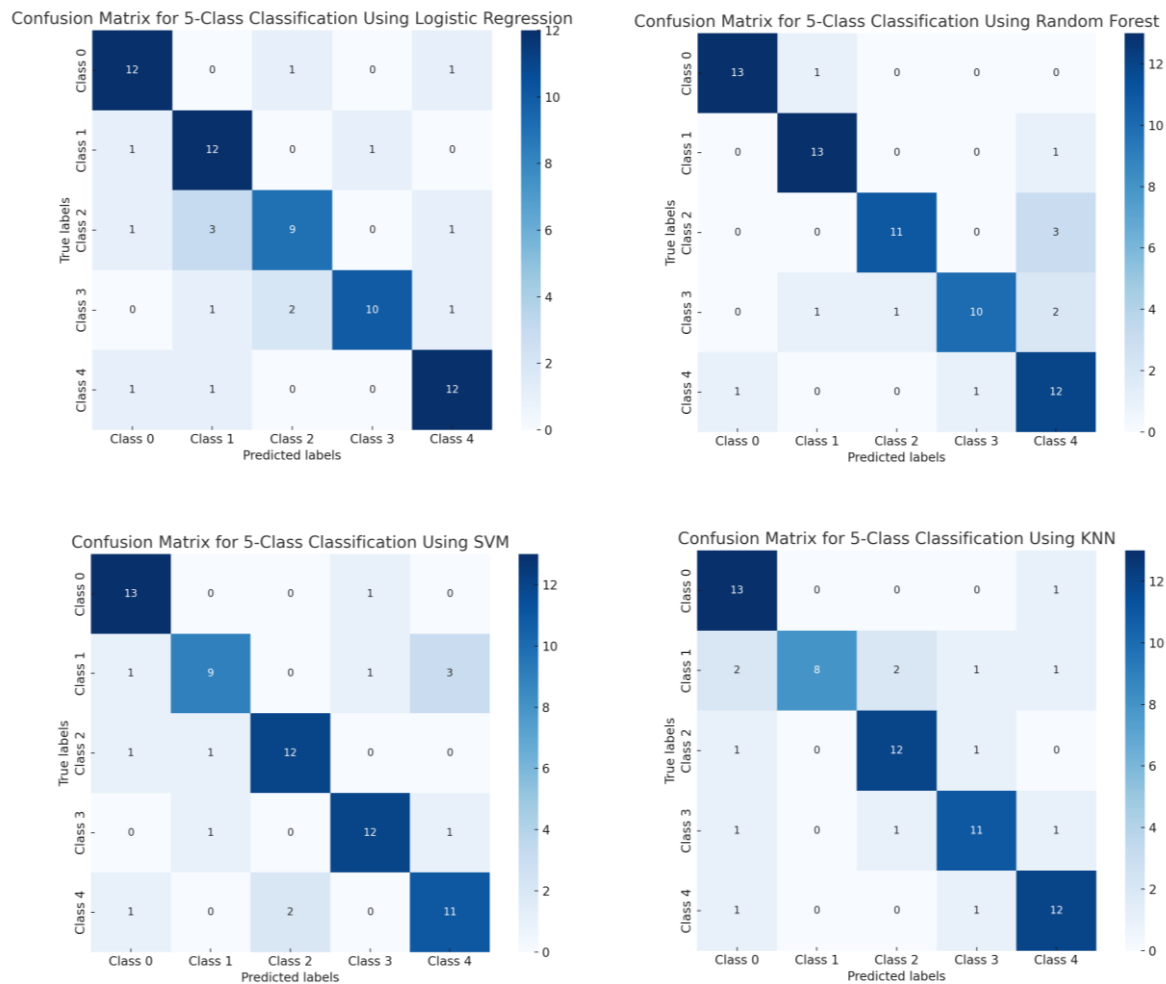 Confusion Matrix for 5-Class Classification Using Logistic Regression
Class 0 12 0 1 0 1
Class 1 1 12 0 1 0
Class 2 1 3 9 0 1
Class 3 0 1 2 10 1
Class 4 1 1 0 0 12
True labels
Class 0 Class 1 Class 2 Class 3 Class 4
Predicted labels
12
10
8
6
4
2
0
Confusion Matrix for 5-Class Classification Using Random Forest
Class 0 13 1 0 0 0
Class 1 0 13 0 0 1
Class 2 0 0 11 0 3
Class 3 0 1 1 10 2
Class 4 1 0 0 1 12
True labels
Class 0 Class 1 Class 2 Class 3 Class 4
Predicted labels
12
10
8
6
4
2
0
Confusion Matrix for 5-Class Classification Using SVM
Class 0 13 0 0 1 0
Class 1 1 9 0 1 3
Class 2 1 1 12 0 0
Class 3 0 1 0 12 1
Class 4 1 0 2 0 11
True labels
Class 0 Class 1 Class 2 Class 3 Class 4
Predicted labels
12
10
8
6
4
2
0
Confusion Matrix for 5-Class Classification Using KNN
Class 0 13 0 0 0 1
Class 1 2 8 2 1 1
Class 2 1 0 12 1 0
Class 3 1 0 1 11 1
Class 4 1 0 0 1 12
True labels
Class 0 Class 1 Class 2 Class 3 Class 4
Predicted labels
12
10
8
6
4
2
0